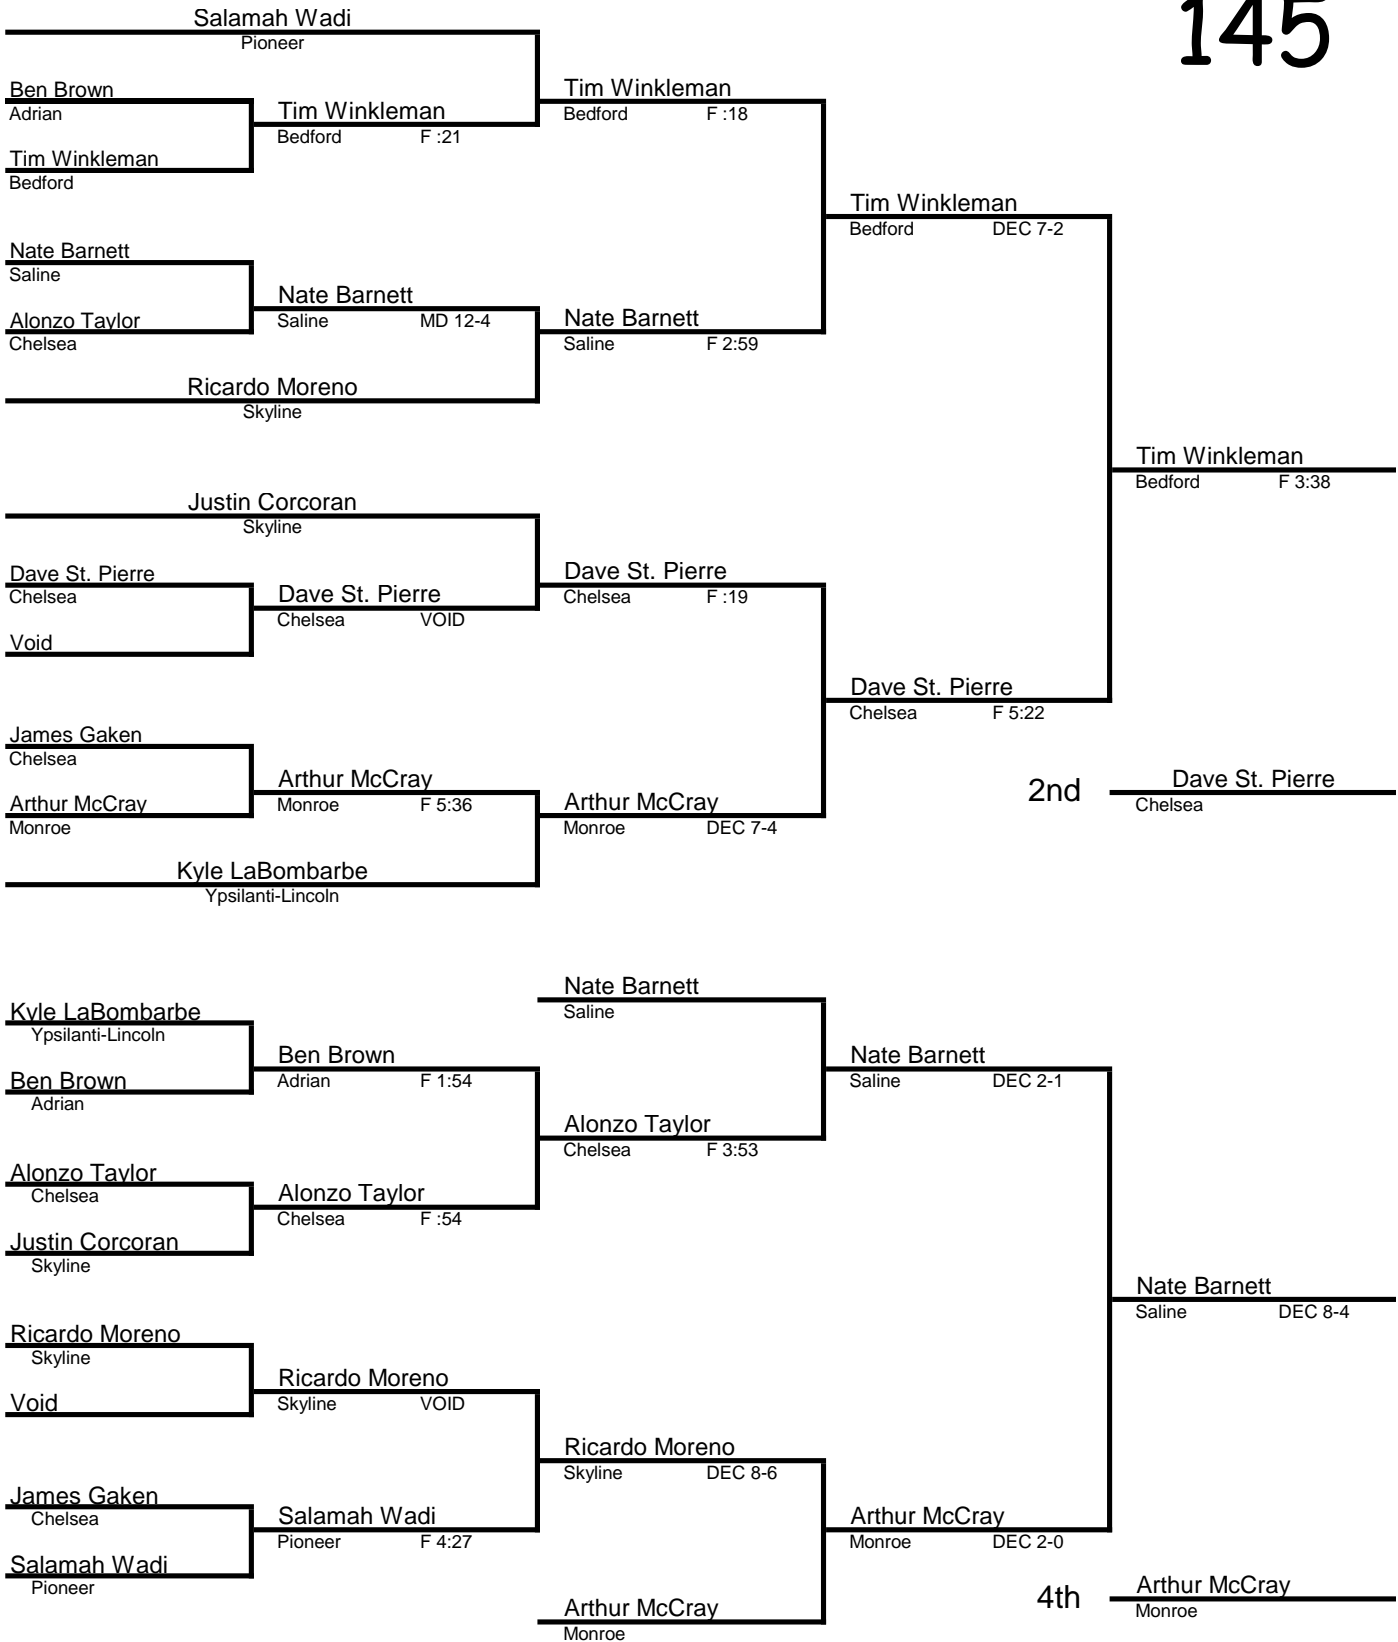 145
Salamah Wadi
Pioneer
Ben Brown
Adrian
Tim Winkleman
Bedford F :21
Tim Winkleman
Bedford
Tim Winkleman
Bedford F :18
Nate Barnett
Saline
Nate Barnett
Saline MD 12-4
Alonzo Taylor
Chelsea
Nate Barnett
Saline F 2:59
Ricardo Moreno
Skyline
Tim Winkleman
Bedford DEC 7-2
Tim Winkleman
Bedford F 3:38
Justin Corcoran
Skyline
Dave St. Pierre
Chelsea
Dave St. Pierre
Chelsea VOID
Void
Dave St. Pierre
Chelsea F :19
James Gaken
Chelsea
Arthur McCray
Monroe F 5:36
Arthur McCray
Monroe
Arthur McCray
Monroe DEC 7-4
Kyle LaBombarbe
Ypsilanti-Lincoln
Dave St. Pierre
Chelsea F 5:22
2nd Dave St. Pierre
Chelsea
Nate Barnett
Saline
Kyle LaBombarbe
Ypsilanti-Lincoln
Ben Brown
Adrian F 1:54
Ben Brown
Adrian
Nate Barnett
Saline DEC 2-1
Alonzo Taylor
Chelsea F 3:53
Alonzo Taylor
Chelsea
Alonzo Taylor
Chelsea F :54
Justin Corcoran
Skyline
Nate Barnett
Saline DEC 8-4
Ricardo Moreno
Skyline
Ricardo Moreno
Skyline VOID
Void
Ricardo Moreno
Skyline DEC 8-6
James Gaken
Chelsea
Salamah Wadi
Pioneer F 4:27
Salamah Wadi
Pioneer
Arthur McCray
Monroe DEC 2-0
Arthur McCray
Monroe
4th Arthur McCray
Monroe